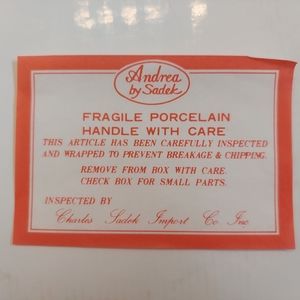 Andrea
by Sadek
FRAGILE PORCELAIN
HANDLE WITH CARE
THIS ARTICLE HAS BEEN CAREFULLY INSPECTED
AND WRAPPED TO PREVENT BREAKAGE & CHIPPING.
REMOVE FROM BOX WITH CARE.
CHECK BOX FOR SMALL PARTS.
INSPECTED BY
Charles Sadek Import Co Inc